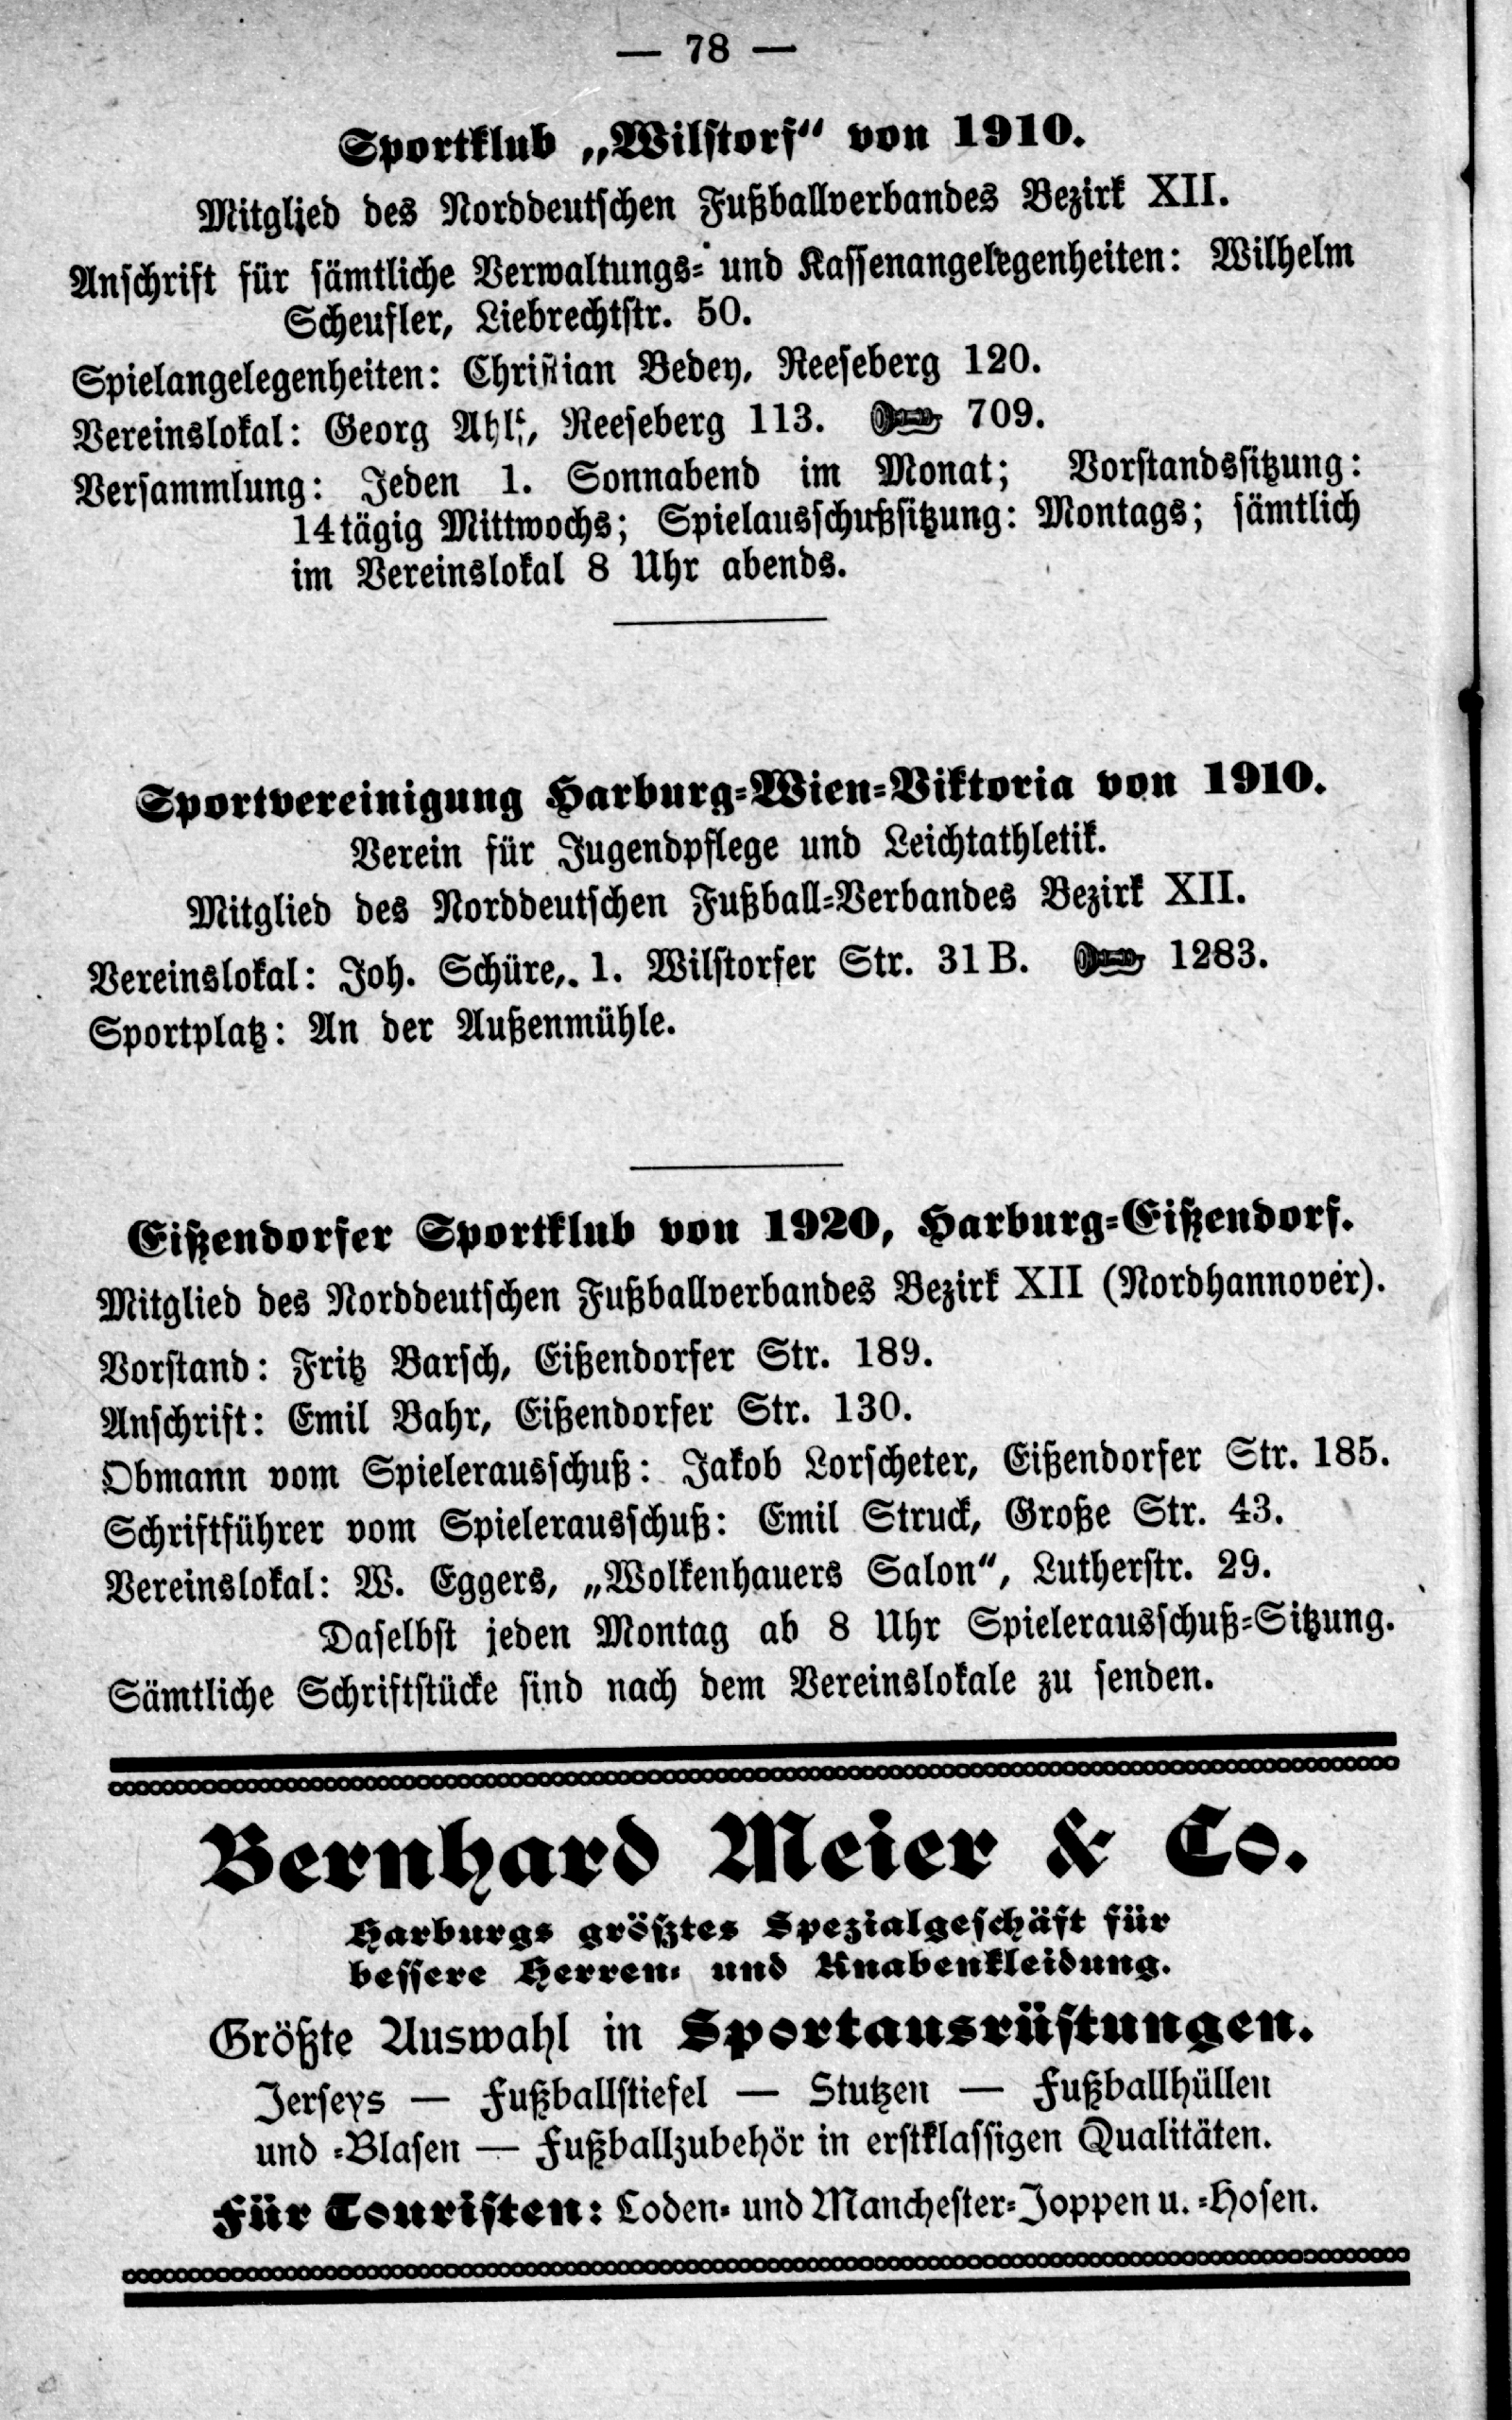 — 78 —
Sportklub „Wilstorf“ von 1910.
Mitglied des Norddeutschen Fußballverbandes Bezirk XII.
Anschrift für sämtliche Verwaltungs- und Kassenangelegenheiten: Wilhelm
Scheufler, Liebrechtstr. 50.
Spielangelegenheiten: Christian Bedey, Reeseberg 120.
Vereinslokal: Georg Ahlf, Reeseberg 113. 709.
Versammlung: Jeden 1. Sonnabend im Monat; Vorstandssitzung:
14tägig Mittwochs; Spielausschußsitzung: Montags; sämtlich
im Vereinslokal 8 Uhr abends.
Sportvereinigung Harburg-Wien-Viktoria von 1910.
Verein für Jugendpflege und Leichtathletik.
Mitglied des Norddeutschen Fußball-Verbandes Bezirk XII.
Vereinslokal: Joh. Schüre, 1. Wilstorfer Str. 31 B. 1283.
Sportplatz: An der Außenmühle.
Eißendorfer Sportklub von 1920, Harburg-Eißendorf.
Mitglied des Norddeutschen Fußballverbandes Bezirk XII (Nordhannover).
Vorstand: Fritz Barsch, Eißendorfer Str. 189.
Anschrift: Emil Bahr, Eißendorfer Str. 130.
Obmann vom Spielerausschuß: Jakob Lorscheter, Eißendorfer Str. 185.
Schriftführer vom Spielerausschuß: Emil Struck, Große Str. 43.
Vereinslokal: W. Eggers, „Wolkenhauers Salon“, Lutherstr. 29.
Daselbst jeden Montag ab 8 Uhr Spielerausschuß-Sitzung.
Sämtliche Schriftstücke sind nach dem Vereinslokale zu senden.
Bernhard Meier & Co.
Harburgs größtes Spezialgeschäft für
bessere Herren- und Knabenkleidung.
Größte Auswahl in Sportausrüstungen.
Jerseys — Fußballstiefel — Stutzen — Fußballhüllen
und -Blasen — Fußballzubehör in erstklassigen Qualitäten.
Für Touristen: Loden- und Manchester-Joppen u. -Hosen.